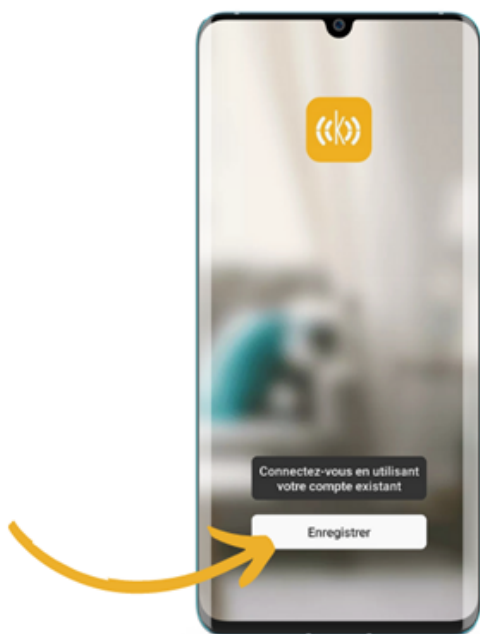 ((k))
Connectez-vous en utilisant
votre compte existant
Enregistrer